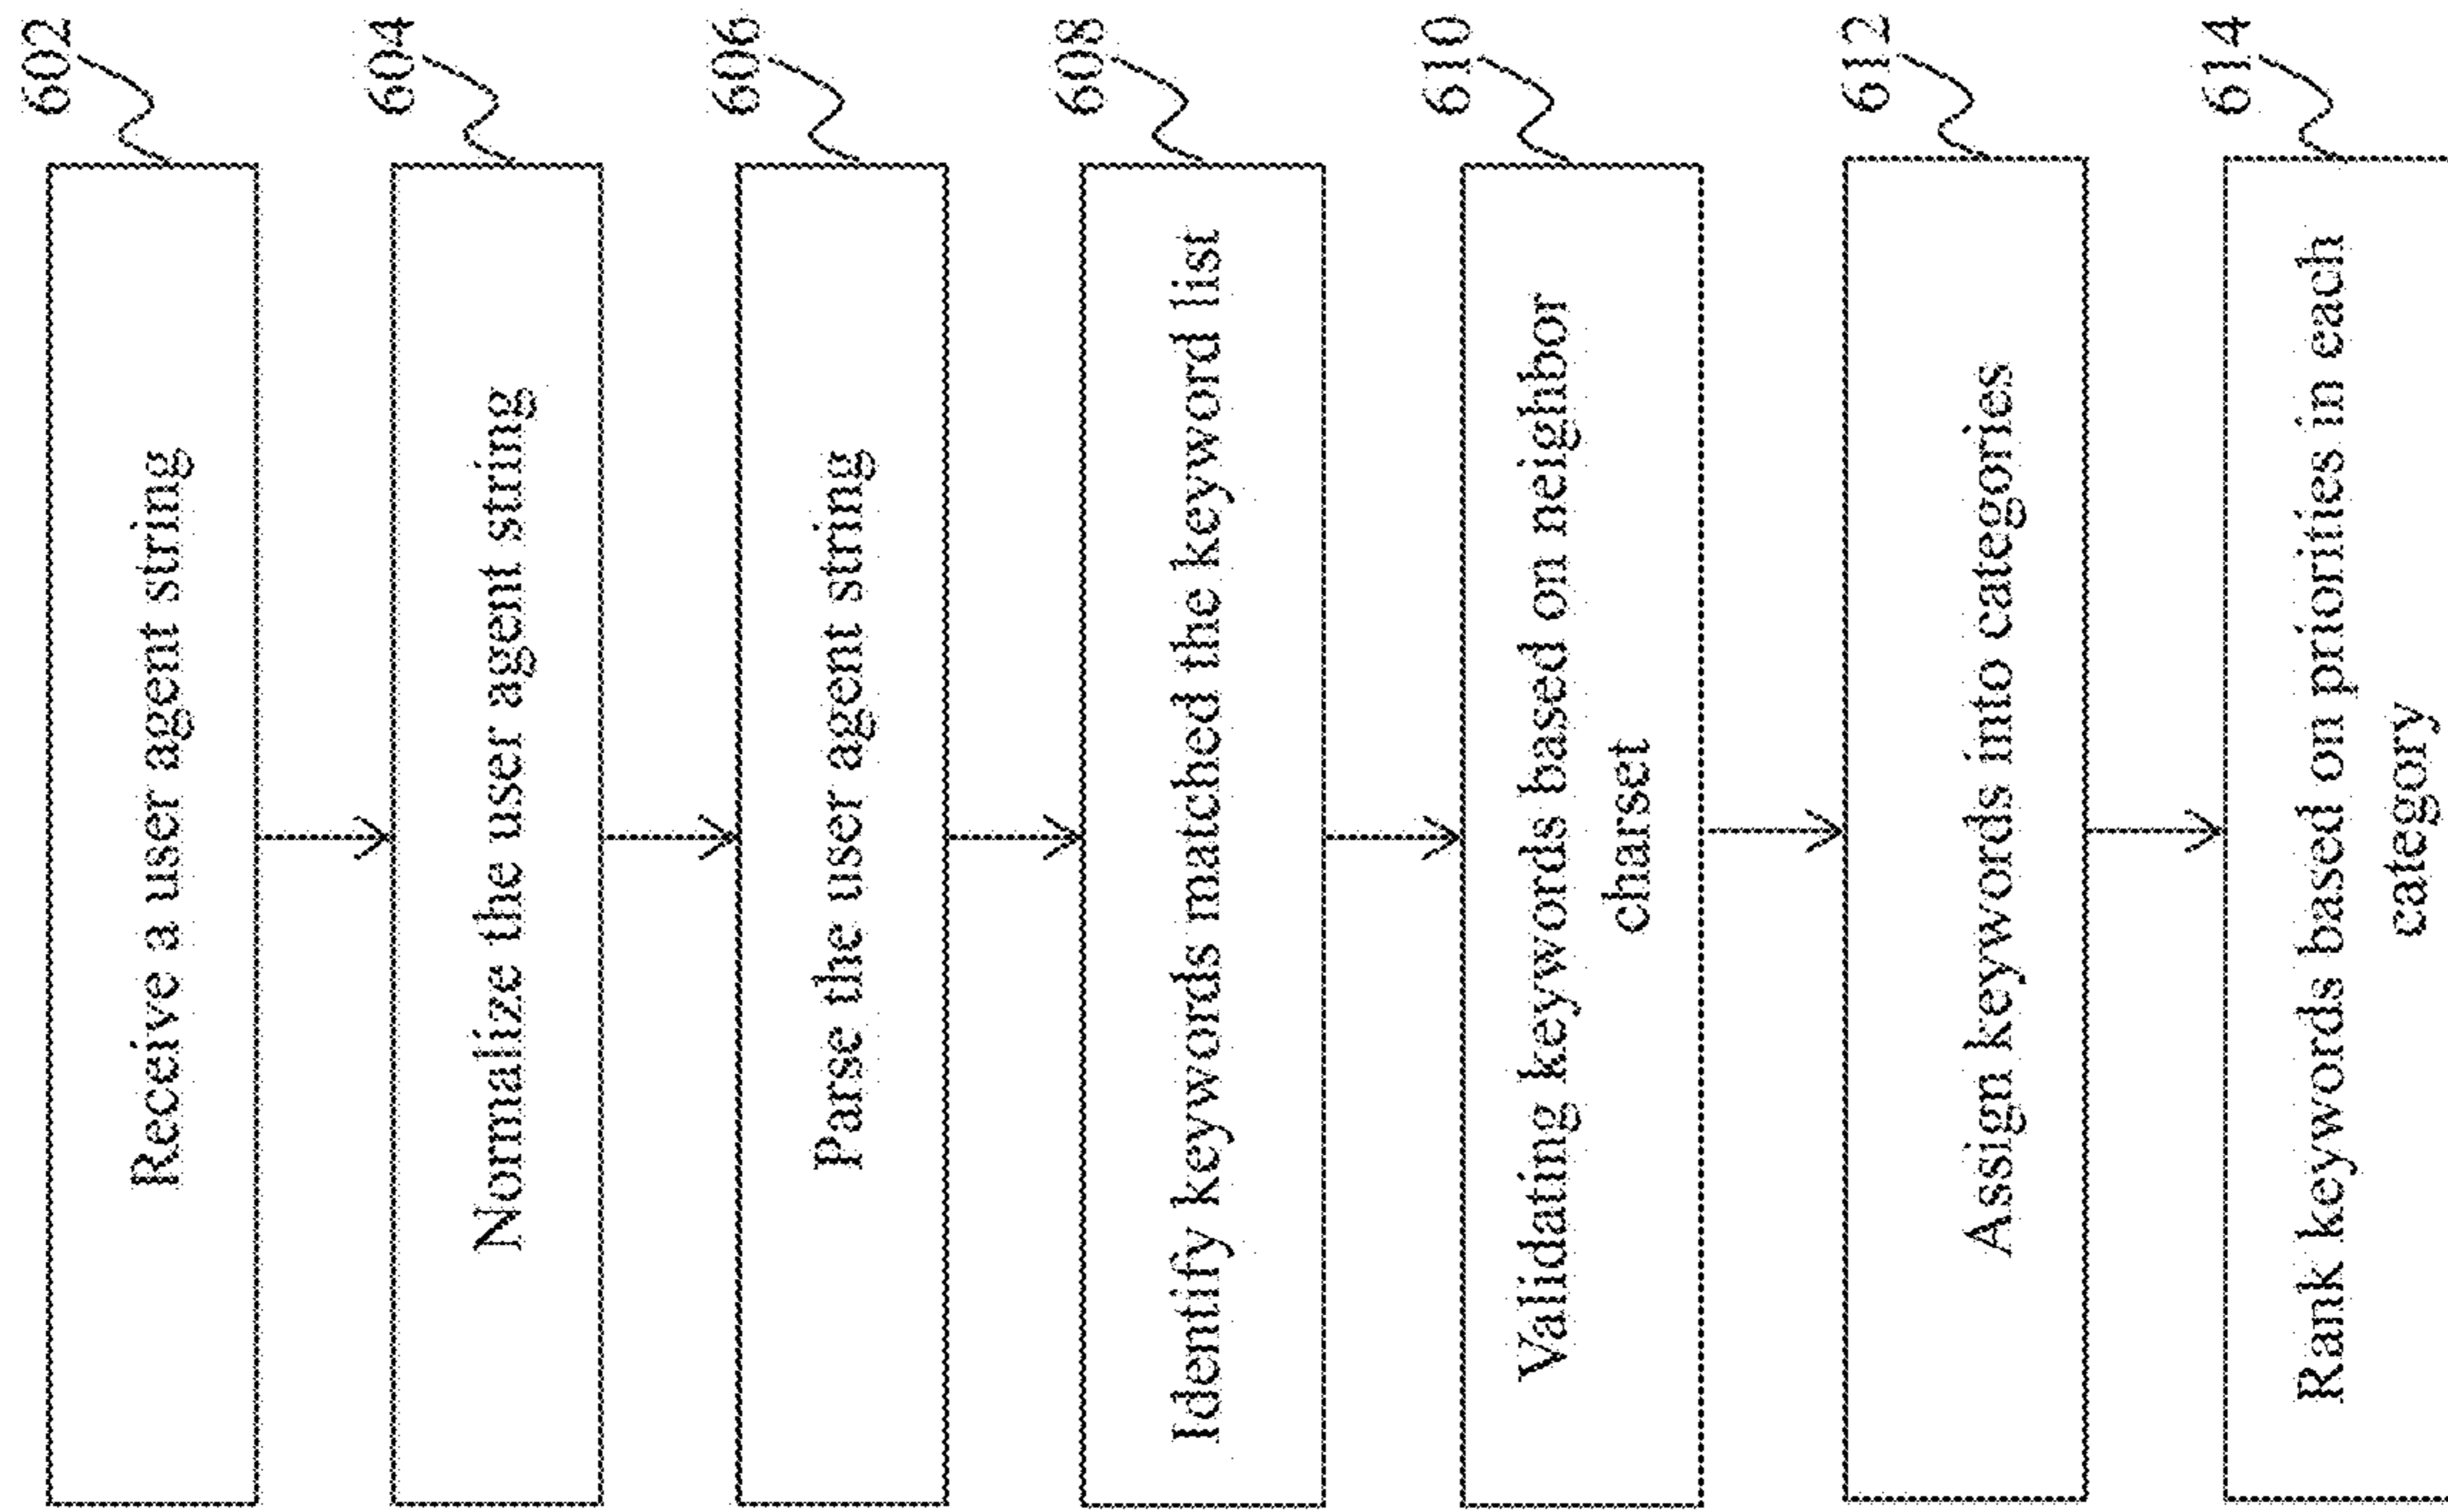 602
Receive a user agent string
604
Normalize the user agent string
606
Parse the user agent string
608
Identify keywords matched the keyword list
610
Validating keywords based on neighbor
charset
612
Assign keywords into categories
614
Rank keywords based on priorities in each
category